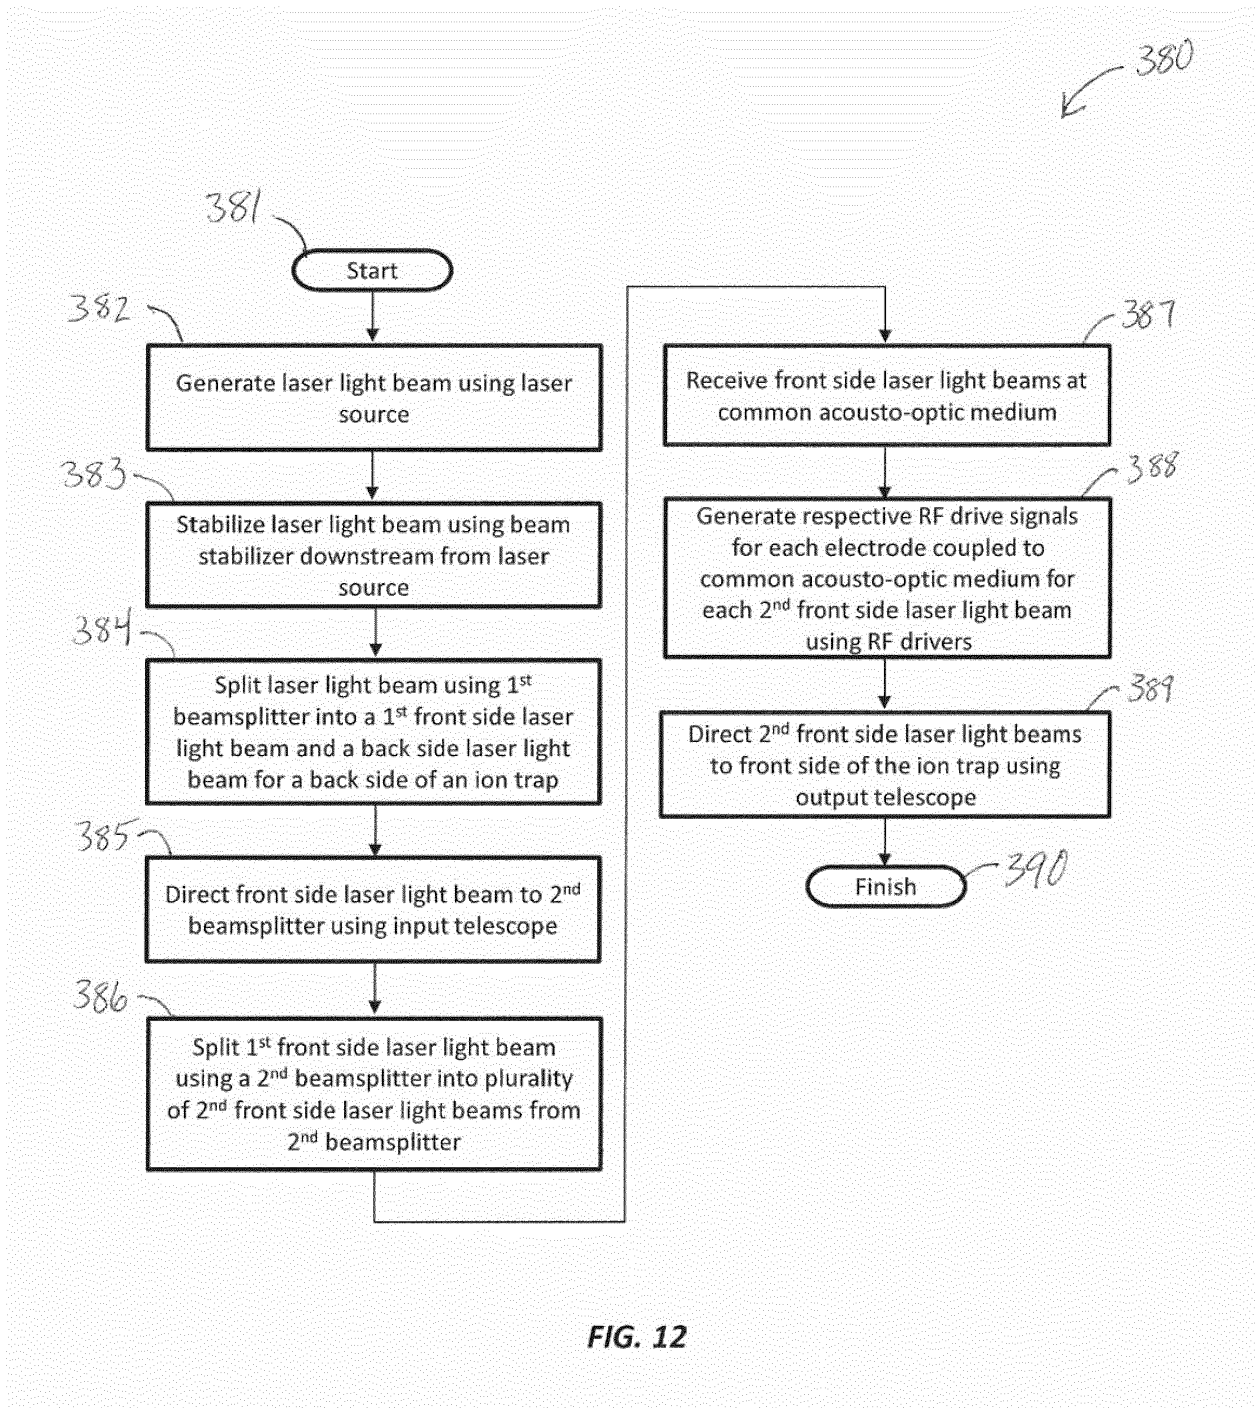 380
381
Start
382
Generate laser light beam using laser
source
383
Stabilize laser light beam using beam
stabilizer downstream from laser
source
384
Split laser light beam using 1st
beamsplitter into a 1st front side laser
light beam and a back side laser light
beam for a back side of an ion trap
385
Direct front side laser light beam to 2nd
beamsplitter using input telescope
386
Split 1st front side laser light beam
using a 2nd beamsplitter into plurality
of 2nd front side laser light beams from
2nd beamsplitter
387
Receive front side laser light beams at
common acousto-optic medium
388
Generate respective RF drive signals
for each electrode coupled to
common acousto-optic medium for
each 2nd front side laser light beam
using RF drivers
389
Direct 2nd front side laser light beams
to front side of the ion trap using
output telescope
Finish
390
FIG. 12